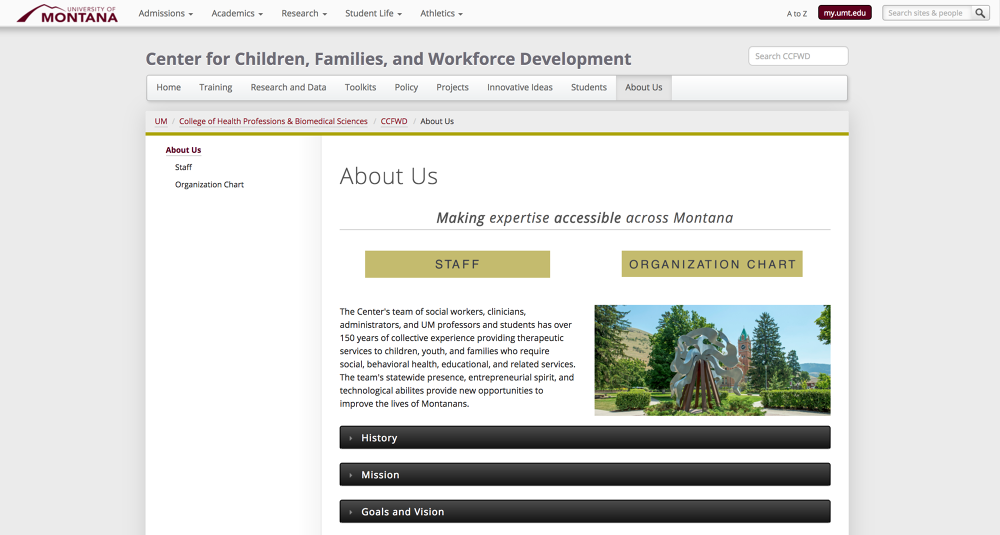 UNIVERSITY OF
MONTANA
Admissions Academics Research Student Life Athletics
A to Z my.umt.edu Search sites & people
Center for Children, Families, and Workforce Development
Search CCFWD
Home Training Research and Data Toolkits Policy Projects Innovative Ideas Students About Us
UM / College of Health Professions & Biomedical Sciences / CCFWD / About Us
About Us
Staff
Organization Chart
About Us
Making expertise accessible across Montana
STAFF
ORGANIZATION CHART
The Center's team of social workers, clinicians,
administrators, and UM professors and students has over
150 years of collective experience providing therapeutic
services to children, youth, and families who require
social, behavioral health, educational, and related services.
The team's statewide presence, entrepreneurial spirit, and
technological abilites provide new opportunities to
improve the lives of Montanans.
History
Mission
Goals and Vision